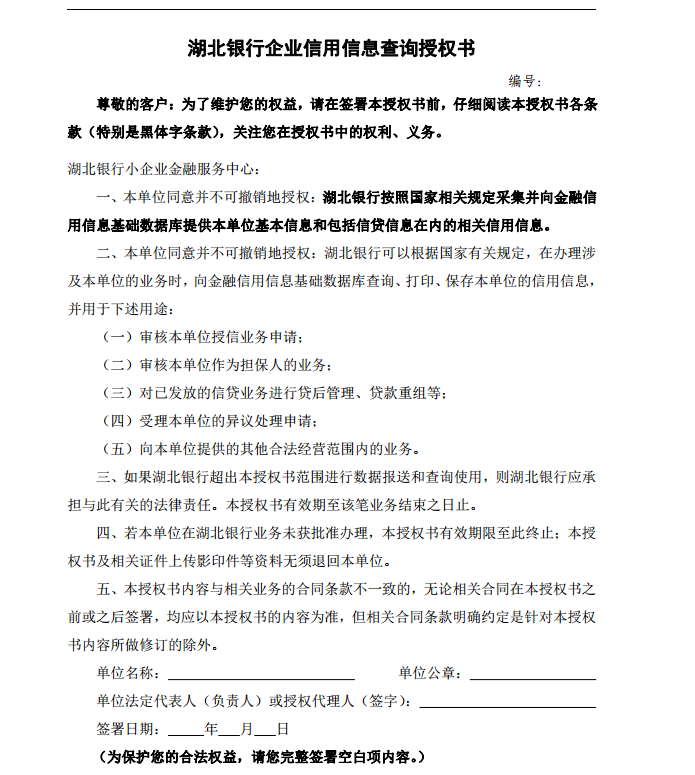 湖北银行企业信用信息查询授权书
编号：
尊敬的客户：为了维护您的权益，请在签署本授权书前，仔细阅读本授权书各条
款（特别是黑体字条款），关注您在授权书中的权利、义务。
湖北银行小企业金融服务中心：
一、本单位同意并不可撤销地授权：湖北银行按照国家相关规定采集并向金融信
用信息基础数据库提供本单位基本信息和包括信贷信息在内的相关信用信息。
二、本单位同意并不可撤销地授权：湖北银行可以根据国家有关规定，在办理涉
及本单位的业务时，向金融信用信息基础数据库查询、打印、保存本单位的信用信息，
并用于下述用途：
（一）审核本单位授信业务申请；
（二）审核本单位作为担保人的业务；
（三）对已发放的信贷业务进行贷后管理、贷款重组等；
（四）受理本单位的异议处理申请；
（五）向本单位提供的其他合法经营范围内的业务。
三、如果湖北银行超出本授权书范围进行数据报送和查询使用，则湖北银行应承
担与此有关的法律责任。本授权书有效期至该笔业务结束之日止。
四、若本单位在湖北银行业务未获批准办理，本授权书有效期限至此终止；本授
权书及相关证件上传影印件等资料无须退回本单位。
五、本授权书内容与相关业务的合同条款不一致的，无论相关合同在本授权书之
前或之后签署，均应以本授权书的内容为准，但相关合同条款明确约定是针对本授权
书内容所做修订的除外。
单位名称：____ 单位公章：____
单位法定代表人（负责人）或授权代理人（签字）：____
签署日期：____年___月___日
（为保护您的合法权益，请您完整签署空白项内容。）